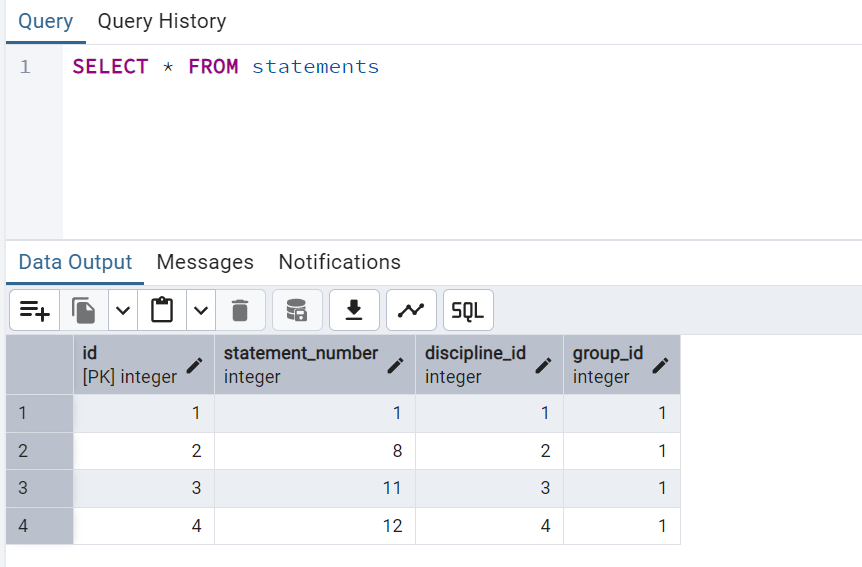 Query Query History
1 SELECT * FROM statements
Data Output Messages Notifications
SQL
id statement_number discipline_id group_id
[PK] integer integer integer integer
1 1 1 1 1
2 2 8 2 1
3 3 11 3 1
4 4 12 4 1